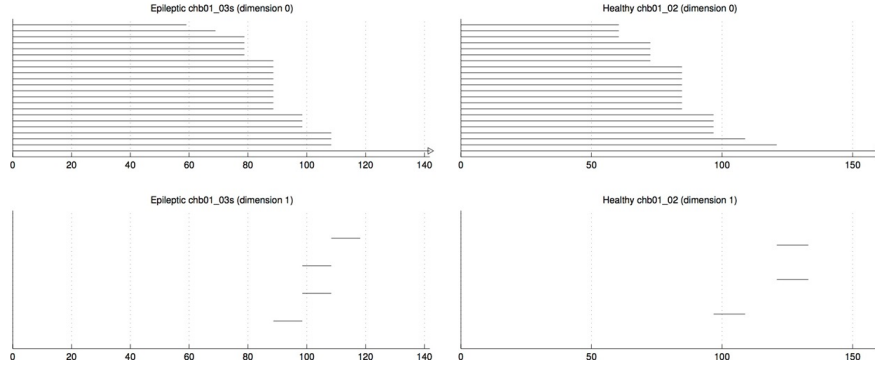 Epileptic chb01_03s (dimension 0)
Healthy chb01_02 (dimension 0)
0 20 40 60 80 100 120 140
0 50 100 150
Epileptic chb01_03s (dimension 1)
Healthy chb01_02 (dimension 1)
0 20 40 60 80 100 120 140
0 50 100 150